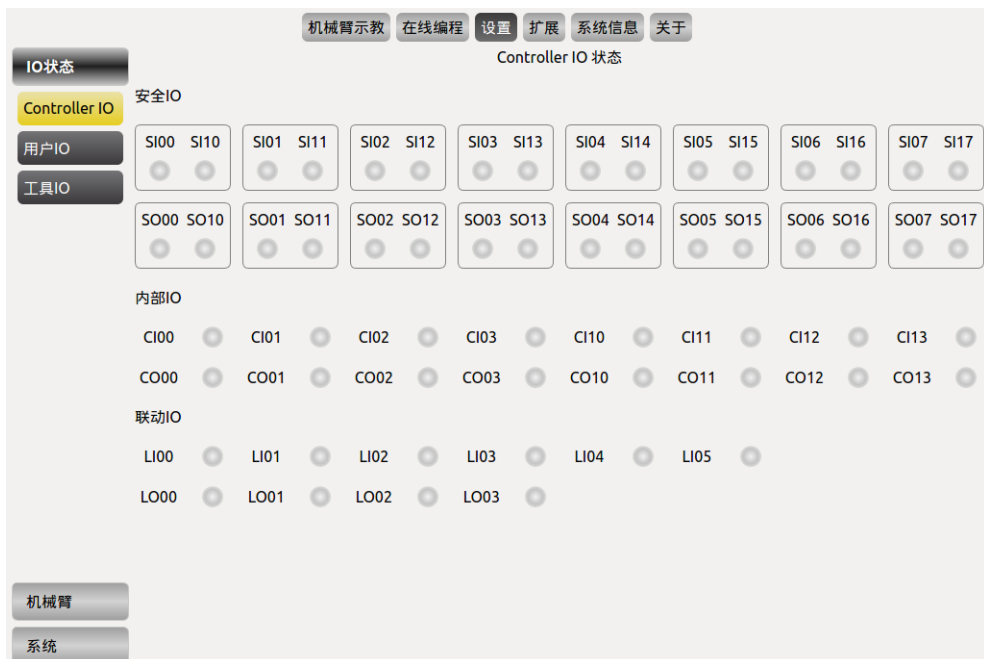 机械臂示教 在线编程 设置 扩展 系统信息 关于
Controller IO 状态
IO状态
Controller IO
用户IO
工具IO
安全IO
SI00 SI10 SI01 SI11 SI02 SI12 SI03 SI13 SI04 SI14 SI05 SI15 SI06 SI16 SI07 SI17
SO00 SO10 SO01 SO11 SO02 SO12 SO03 SO13 SO04 SO14 SO05 SO15 SO06 SO16 SO07 SO17
内部IO
CI00 CI01 CI02 CI03 CI10 CI11 CI12 CI13
CO00 CO01 CO02 CO03 CO10 CO11 CO12 CO13
联动IO
LI00 LI01 LI02 LI03 LI04 LI05
LO00 LO01 LO02 LO03
机械臂
系统